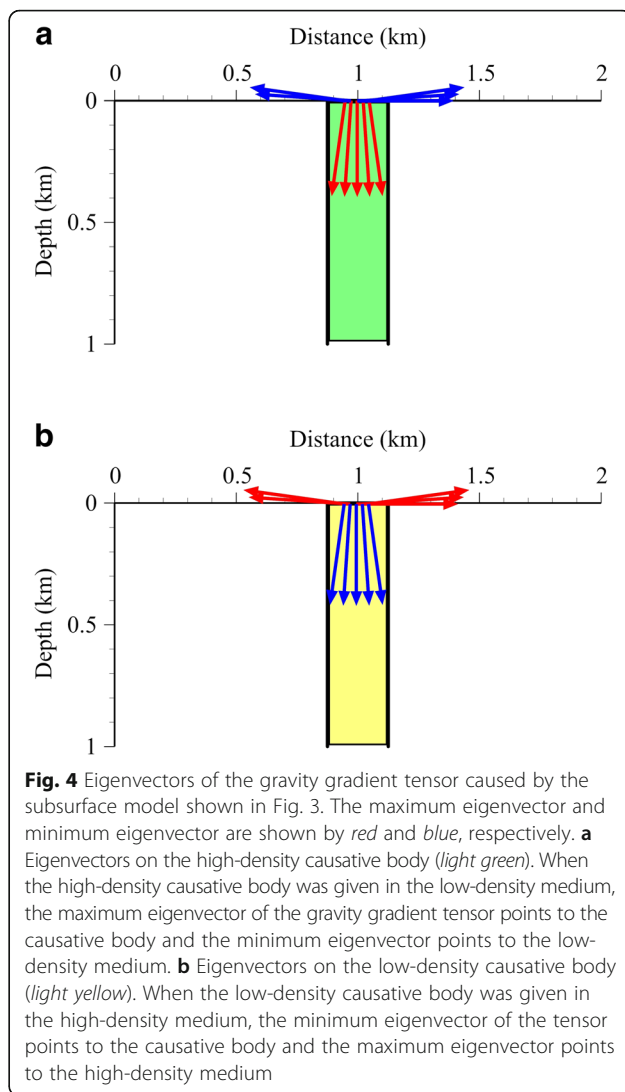 a
Distance (km)
0 0.5 1 1.5 2
0
0.5
1
Depth (km)
b
Distance (km)
0 0.5 1 1.5 2
0
0.5
1
Depth (km)
Fig. 4 Eigenvectors of the gravity gradient tensor caused by the
subsurface model shown in Fig. 3. The maximum eigenvector and
minimum eigenvector are shown by red and blue, respectively. a
Eigenvectors on the high-density causative body (light green). When
the high-density causative body was given in the low-density medium,
the maximum eigenvector of the gravity gradient tensor points to the
causative body and the minimum eigenvector points to the low-
density medium. b Eigenvectors on the low-density causative body
(light yellow). When the low-density causative body was given in
the high-density medium, the minimum eigenvector of the tensor
points to the causative body and the maximum eigenvector points
to the high-density medium